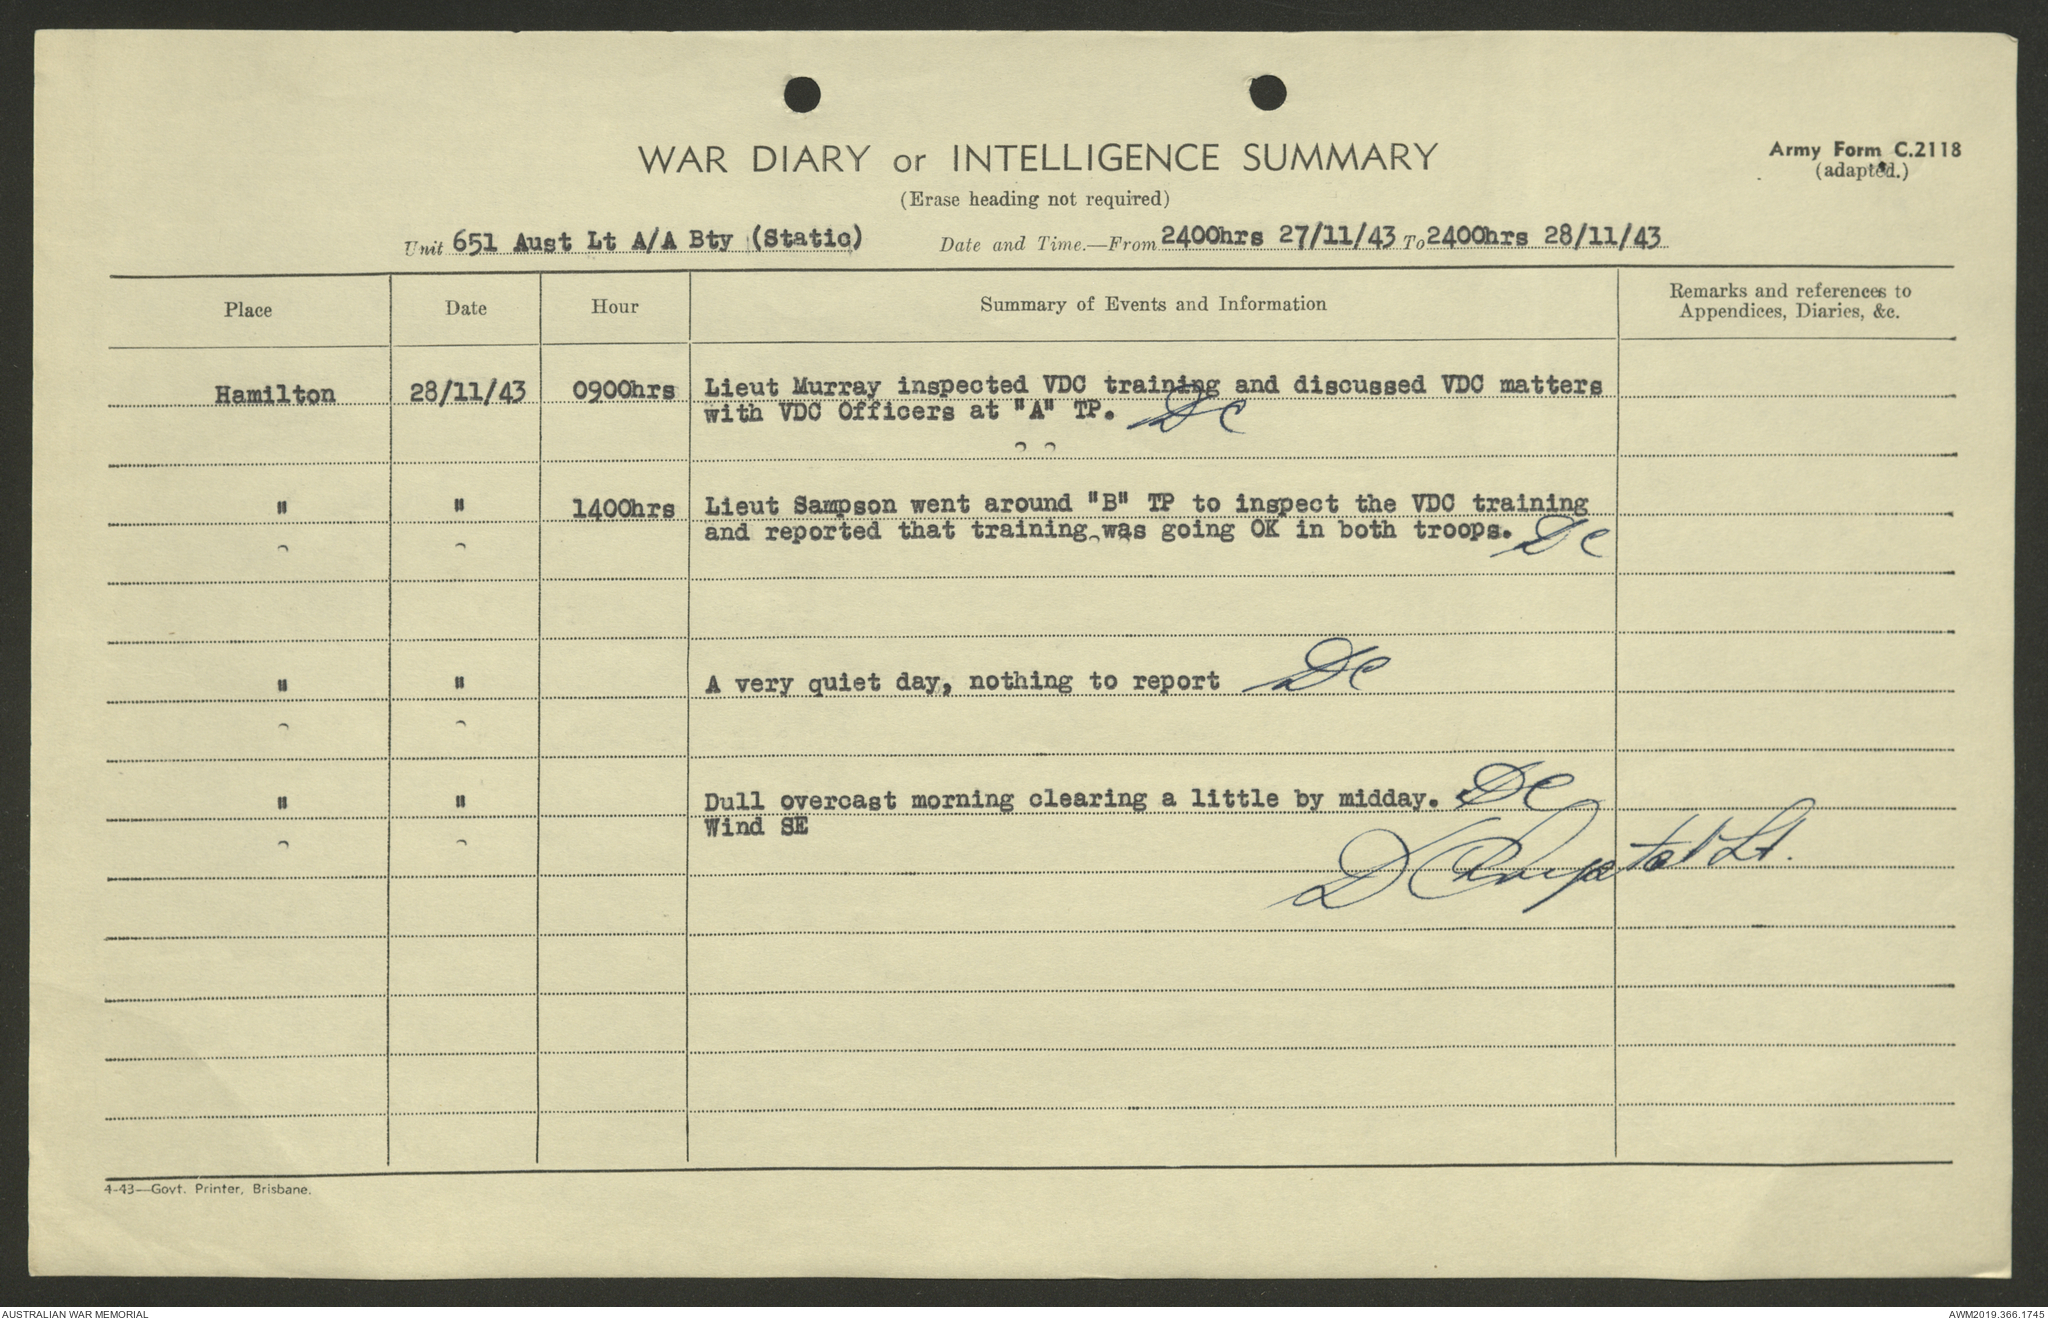 WAR DIARY or INTELLIGENCE SUMMARY
Army Form C.2118
(adapted.)
(Erase heading not required)
Unit 651 Aust Lt A/A Bty (Static) Date and Time.—From 2400hrs 27/11/43 To 2400hrs 28/11/43
Place Date Hour Summary of Events and Information Remarks and references to
Appendices, Diaries, &c.
Hamilton 28/11/43 0900hrs Lieut Murray inspected VDC training and discussed VDC matters
with VDC Officers at "A" TP. DC
" " 1400hrs Lieut Sampson went around "B" TP to inspect the VDC training
and reported that training was going OK in both troops. DC
" " A very quiet day, nothing to report DC
" " Dull overcast morning clearing a little by midday. DC
Wind SE
D Lt.
4-43—Govt. Printer, Brisbane.
AUSTRALIAN WAR MEMORIAL AWM2019.366.1745